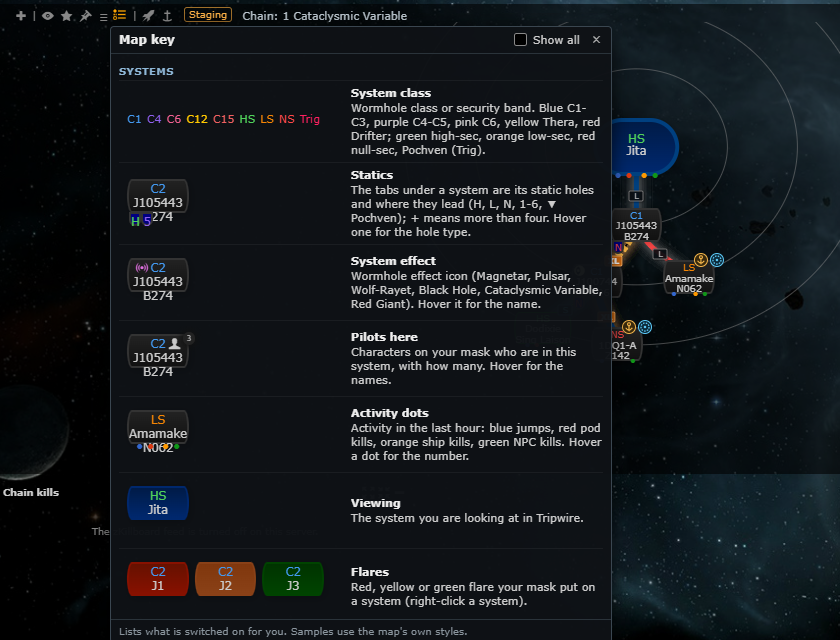 Staging
Chain: 1 Cataclysmic Variable
Map key
Show all ×
SYSTEMS
C1 C4 C6 C12 C15 HS LS NS Trig
System class
Wormhole class or security band. Blue C1-
C3, purple C4-C5, pink C6, yellow Thera, red
Drifter; green high-sec, orange low-sec, red
null-sec, Pochven (Trig).
C2
J105443
H 5 274
Statics
The tabs under a system are its static holes
and where they lead (H, L, N, 1-6, ▼
Pochven); + means more than four. Hover
one for the hole type.
C2
J105443
B274
System effect
Wormhole effect icon (Magnetar, Pulsar,
Wolf-Rayet, Black Hole, Cataclysmic Variable,
Red Giant). Hover it for the name.
C2 3
J105443
B274
Pilots here
Characters on your mask who are in this
system, with how many. Hover for the
names.
LS
Amamake
N062
Activity dots
Activity in the last hour: blue jumps, red pod
kills, orange ship kills, green NPC kills. Hover
a dot for the number.
HS
Jita
Viewing
The system you are looking at in Tripwire.
C2
J1
C2
J2
C2
J3
Flares
Red, yellow or green flare your mask put on
a system (right-click a system).
Lists what is switched on for you. Samples use the map's own styles.
HS
Jita
L
C1
J105443
B274
N
L
LS
Amamake
N062
NS
Q1-A
142
Chain kills
The